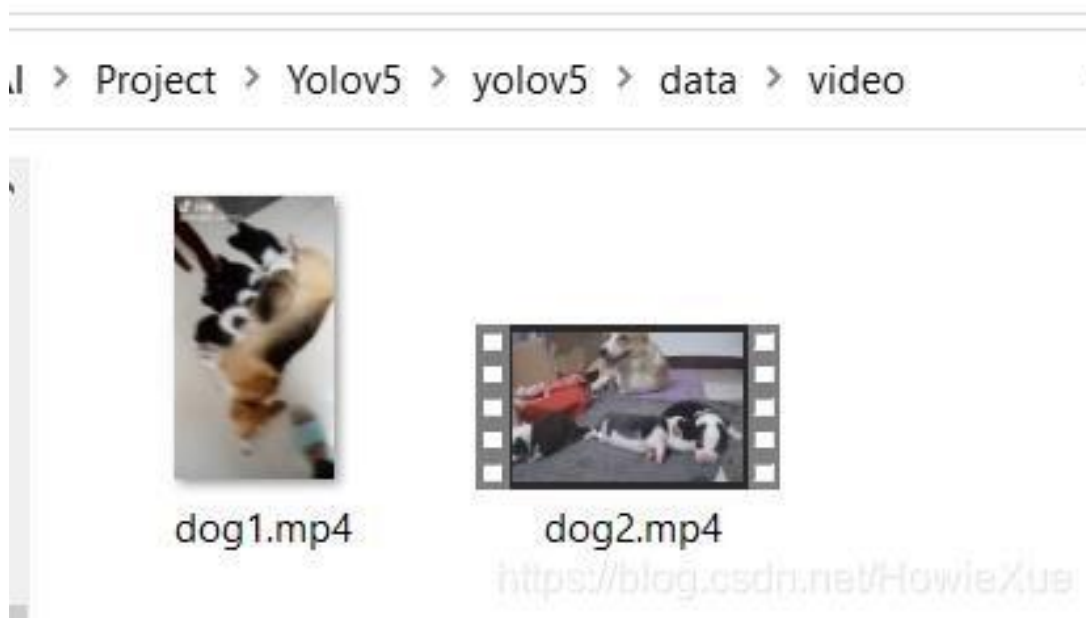 Project > Yolov5 > yolov5 > data > video
dog1.mp4
dog2.mp4
https://blog.csdn.net/HowieXue